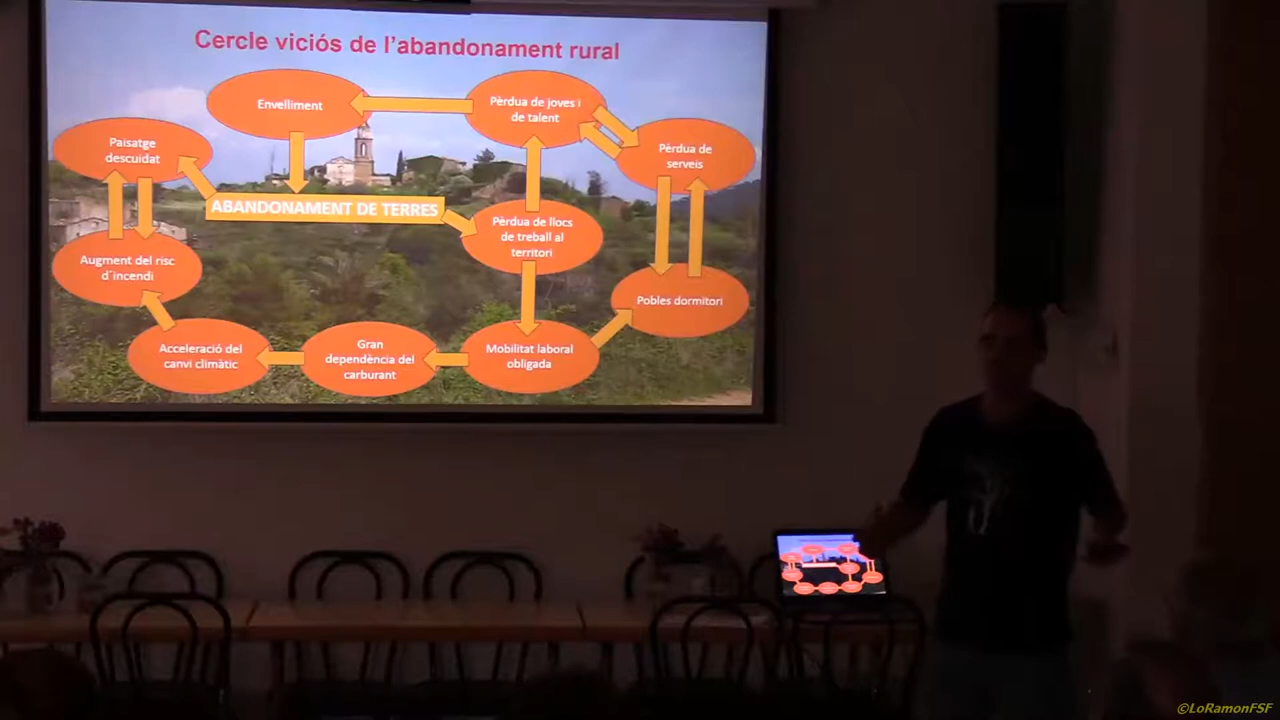 Cercle viciós de l'abandonament rural
Envelliment
Pèrdua de joves i
de talent
Paisatge
descuidat
Pèrdua de
serveis
ABANDONAMENT DE TERRES
Pèrdua de llocs
de treball al
territori
Augment del risc
d´incendi
Pobles dormitori
Acceleració del
canvi climàtic
Gran
dependència del
carburant
Mobilitat laboral
obligada
©LoRamonFSF